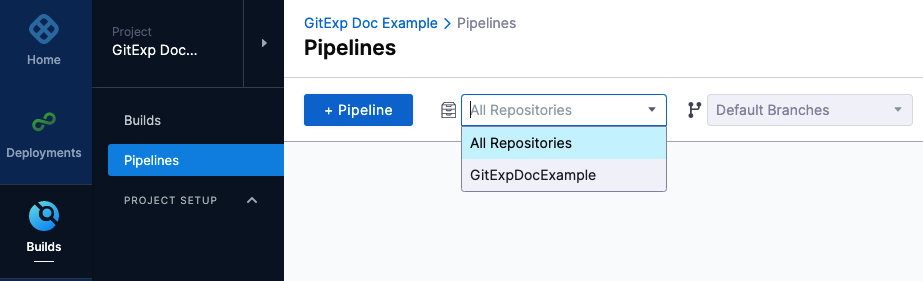 Home
Deployments
Builds
Project
GitExp Doc...
Builds
Pipelines
PROJECT SETUP
GitExp Doc Example > Pipelines
Pipelines
+ Pipeline
All Repositories
Default Branches
All Repositories
GitExpDocExample